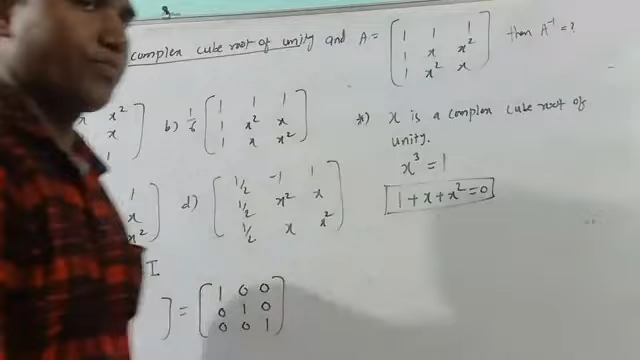 complex cube root of unity and A = [ 1 1 1
1 x x²
1 x² x ] then A⁻¹ = ?
x x²
x
1 ]
b) 1/6 [ 1 1 1
1 x² x
1 x x² ]
*) x is a complex cube root of
unity.
x³ = 1
1 + x + x² = 0
1
x
x² ]
d) [ 1/2 -1 1
1/2 x² x
1/2 x x² ]
I
] = [ 1 0 0
0 1 0
0 0 1 ]